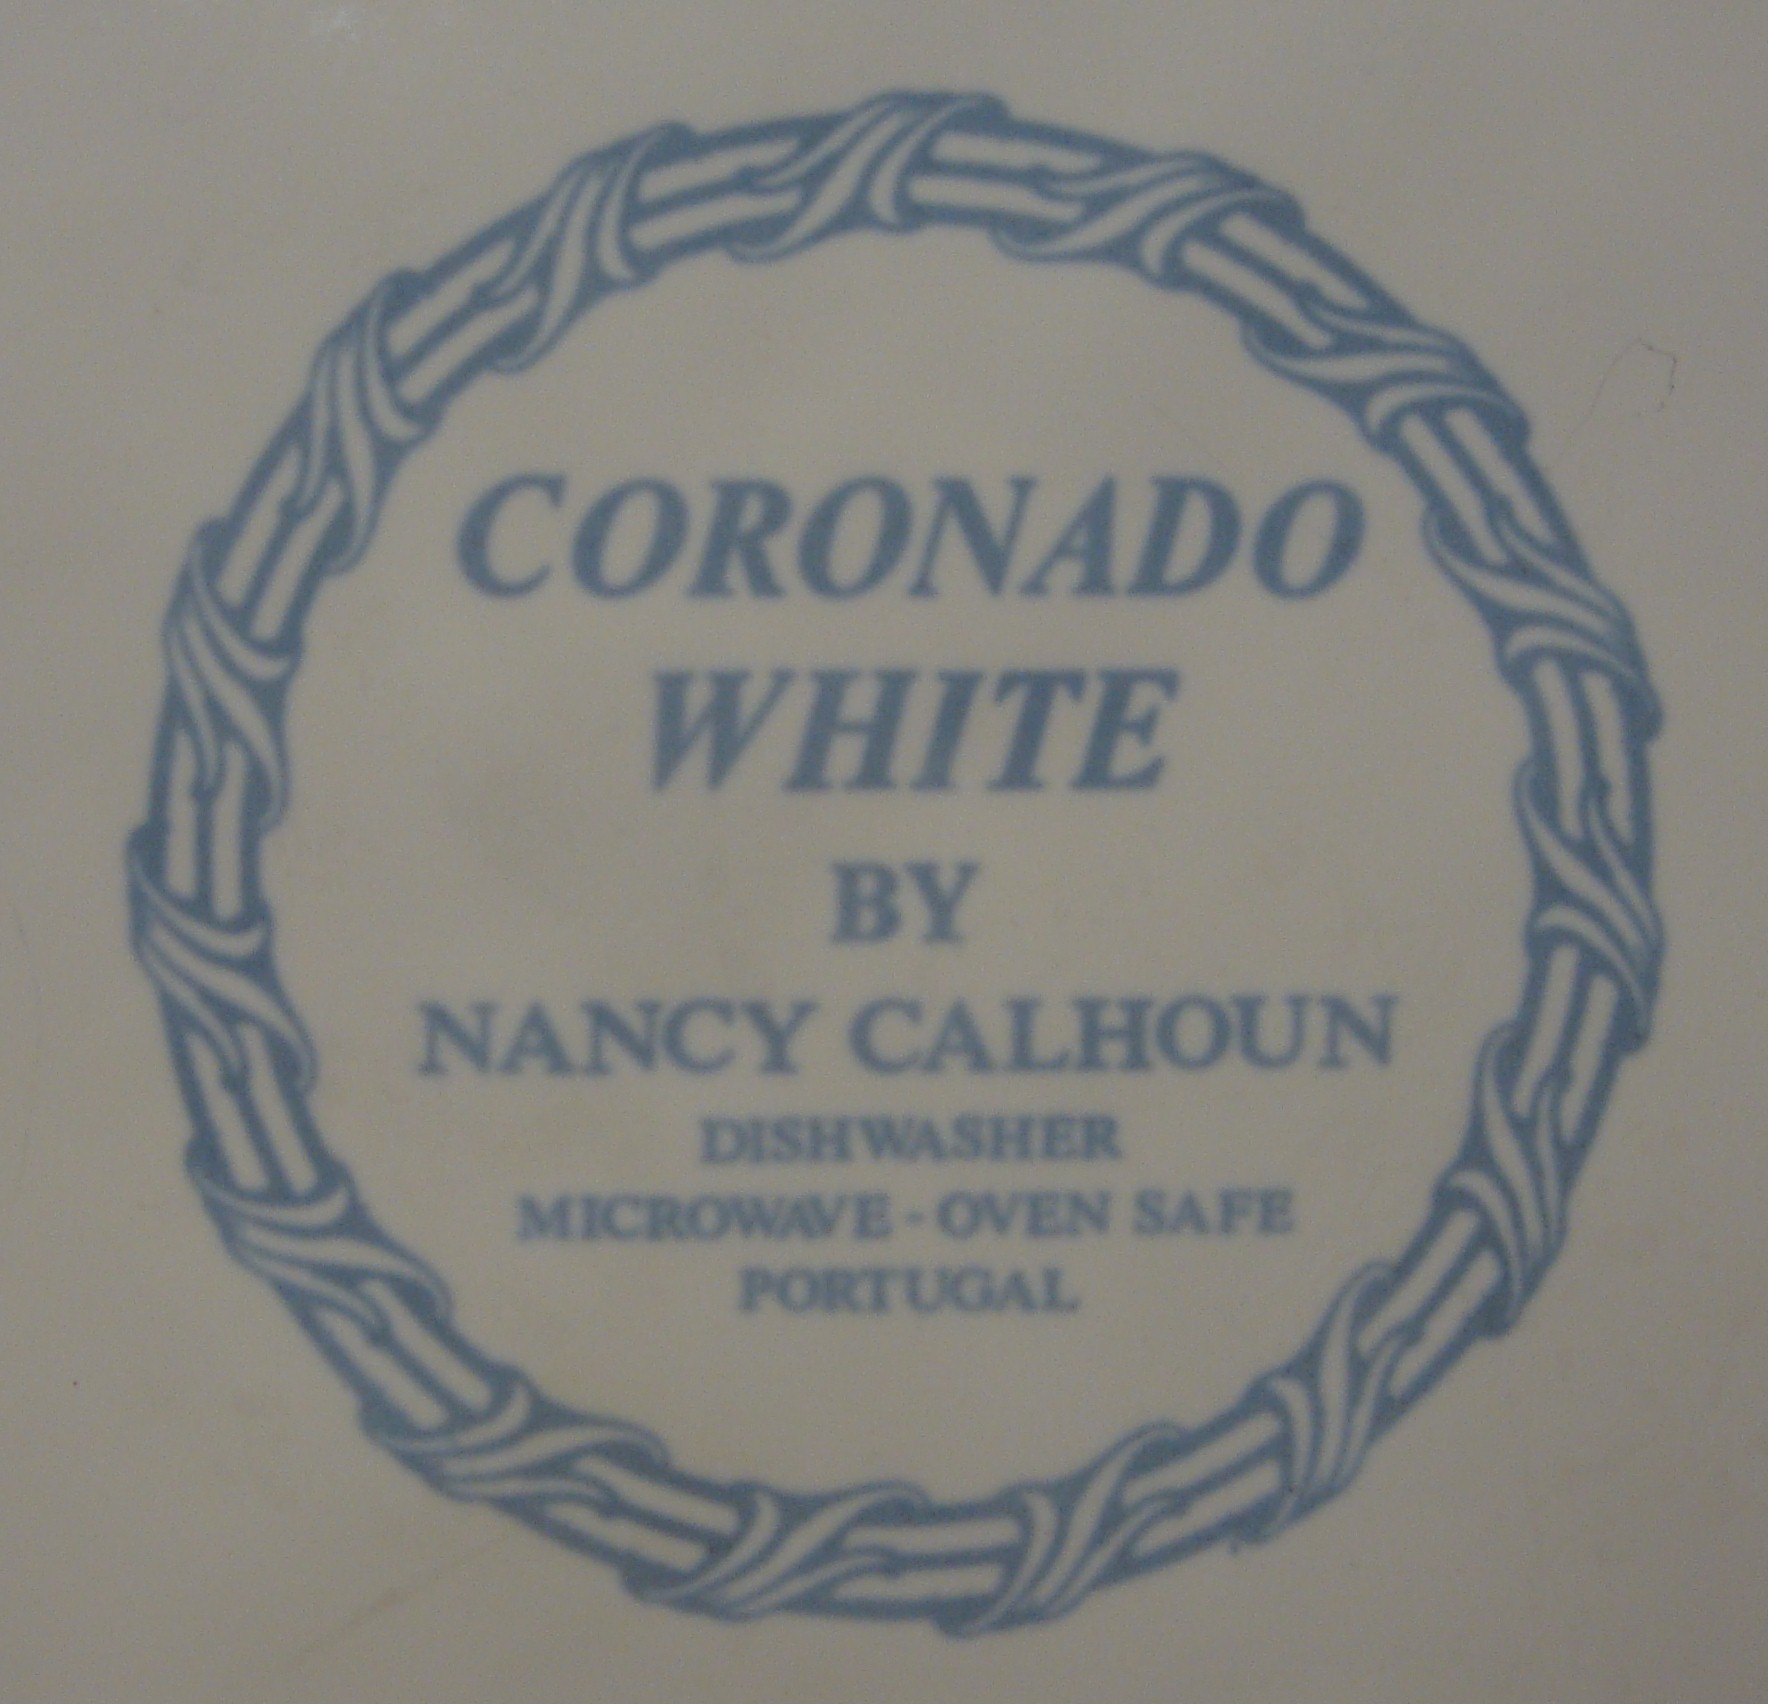 CORONADO
WHITE
BY
NANCY CALHOUN
DISHWASHER
MICROWAVE - OVEN SAFE
PORTUGAL